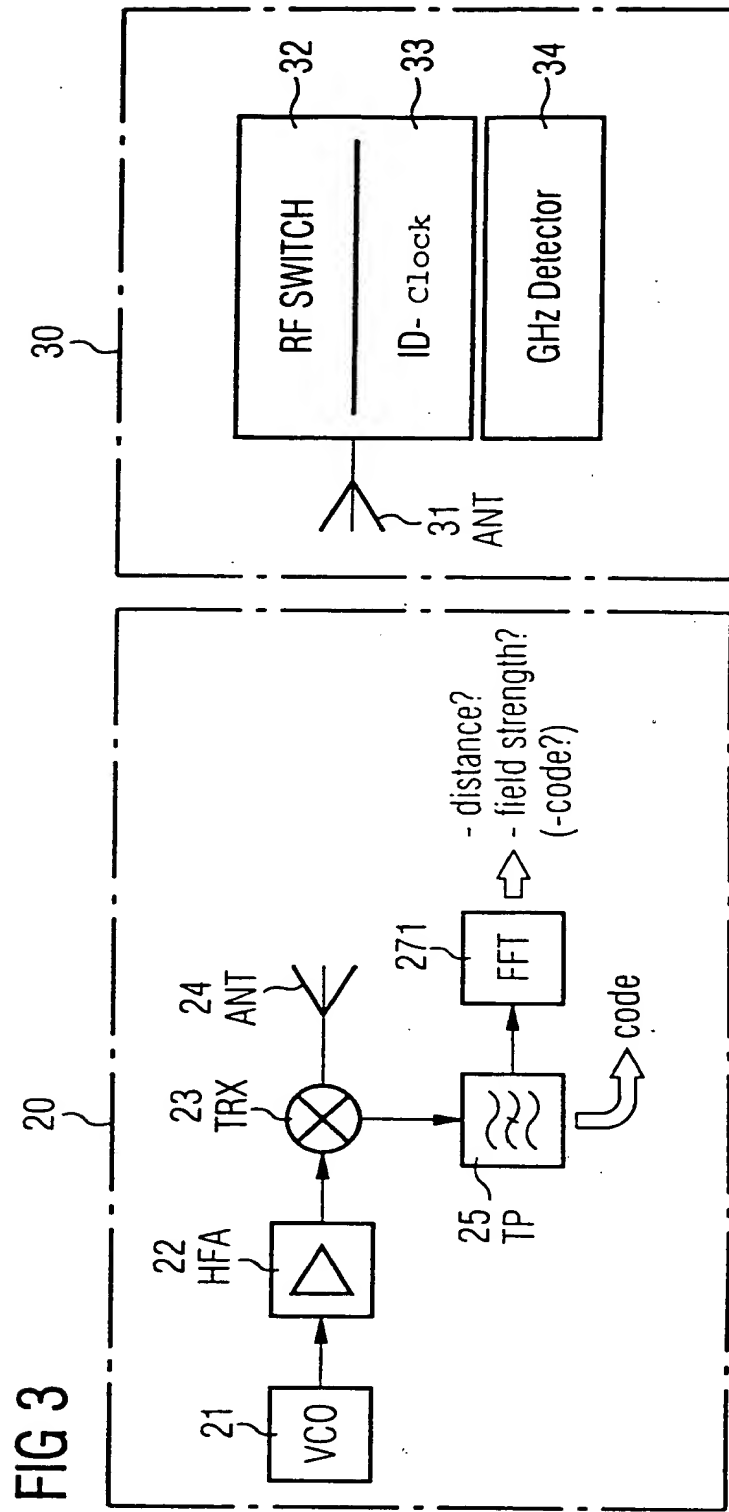 FIG 3
20
21
VCO
22
HFA
23
TRX
24
ANT
25
TP
271
FFT
- distance?
- field strength?
(-code?)
code
30
31
ANT
RF SWITCH
32
ID- Clock
33
GHz Detector
34